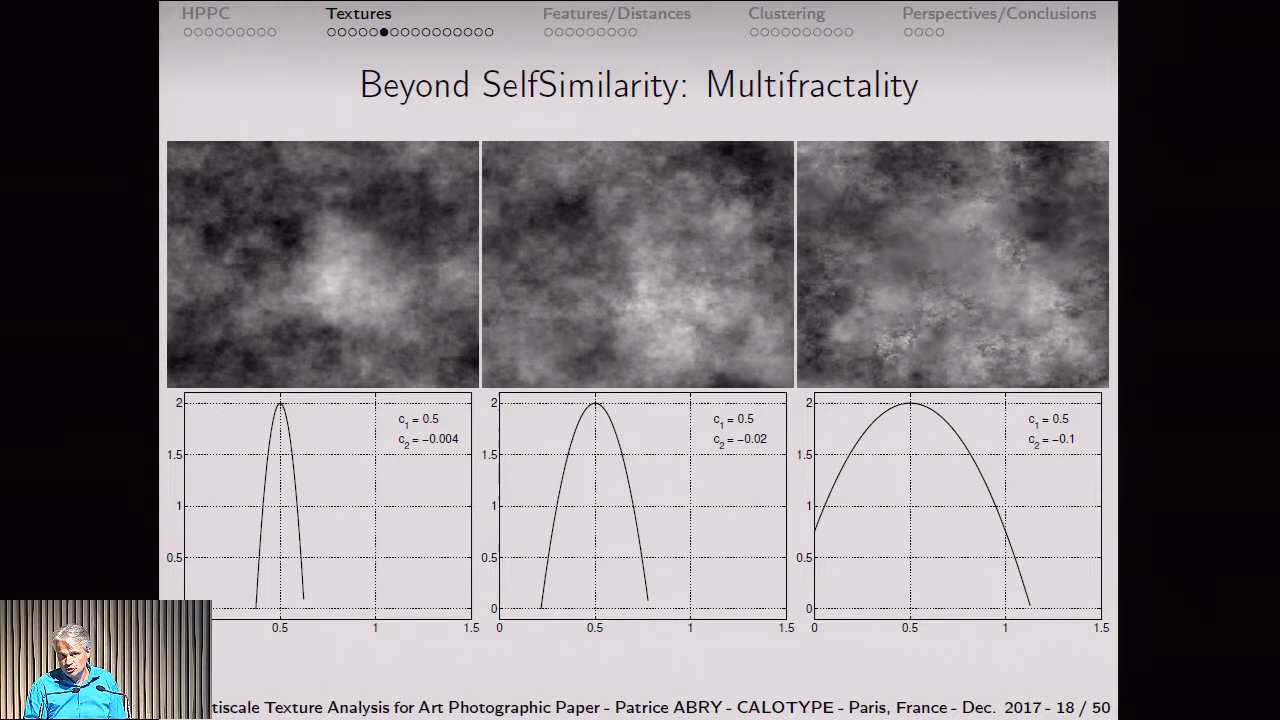 HPPC Textures Features/Distances Clustering Perspectives/Conclusions
Beyond SelfSimilarity: Multifractality
2 1.5 1 0.5
c1 = 0.5
c2 = −0.004
0.5 1 1.5
2 1.5 1 0.5 0
c1 = 0.5
c2 = −0.02
0 0.5 1 1.5
2 1.5 1 0.5 0
c1 = 0.5
c2 = −0.1
0 0.5 1 1.5
tiscale Texture Analysis for Art Photographic Paper - Patrice ABRY - CALOTYPE - Paris, France - Dec. 2017 - 18 / 50